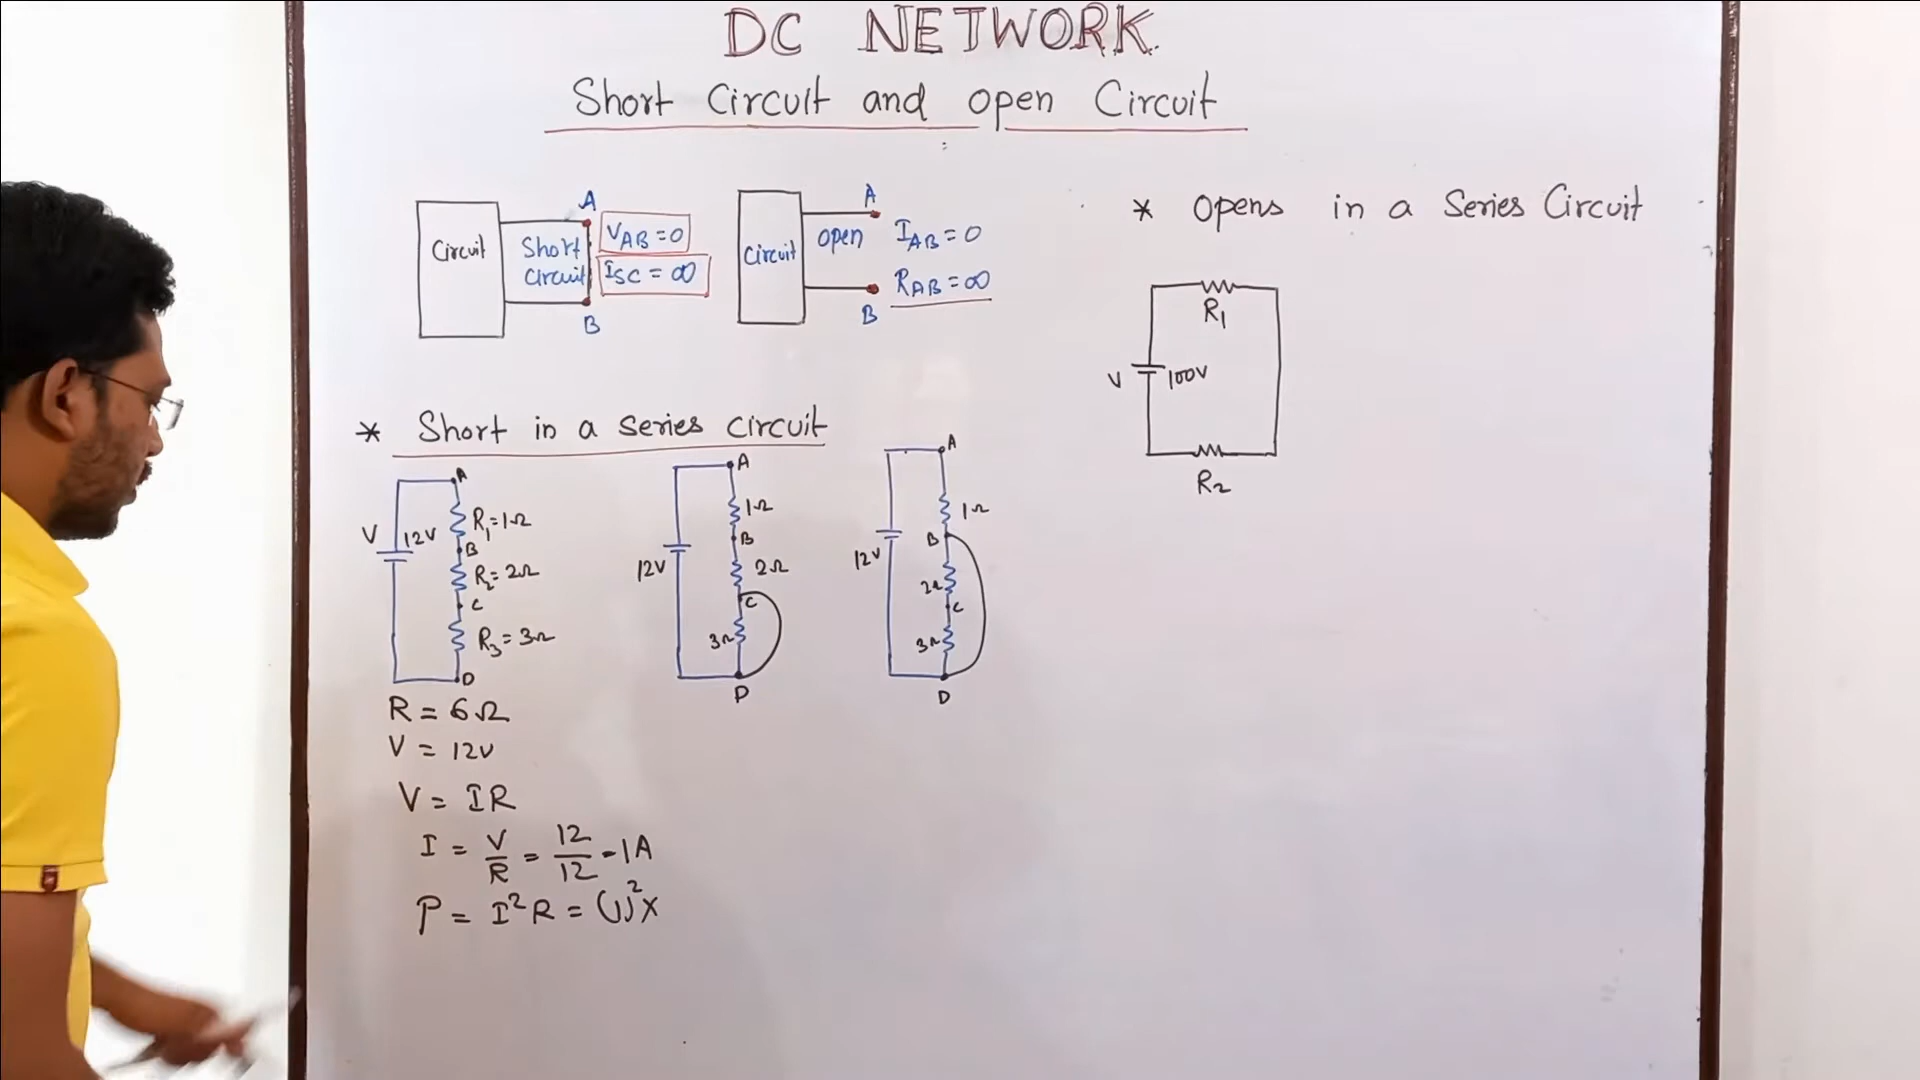 DC NETWORK
Short Circuit and open Circuit
Circuit
Short
Circuit
A
B
VAB = 0
ISC = ∞
Circuit
open
A
B
IAB = 0
RAB = ∞
* Opens in a Series Circuit
R1
V 100V
R2
* Short in a series circuit
A
V 12V
R1=1Ω
B
R2=2Ω
C
R3=3Ω
D
A
1Ω
B
12V
2Ω
C
3Ω
D
A
1Ω
B
12V
2Ω
C
3Ω
D
R = 6Ω
V = 12V
V = IR
I = V/R = 12/12 - 1A
P = I²R = (1)² X